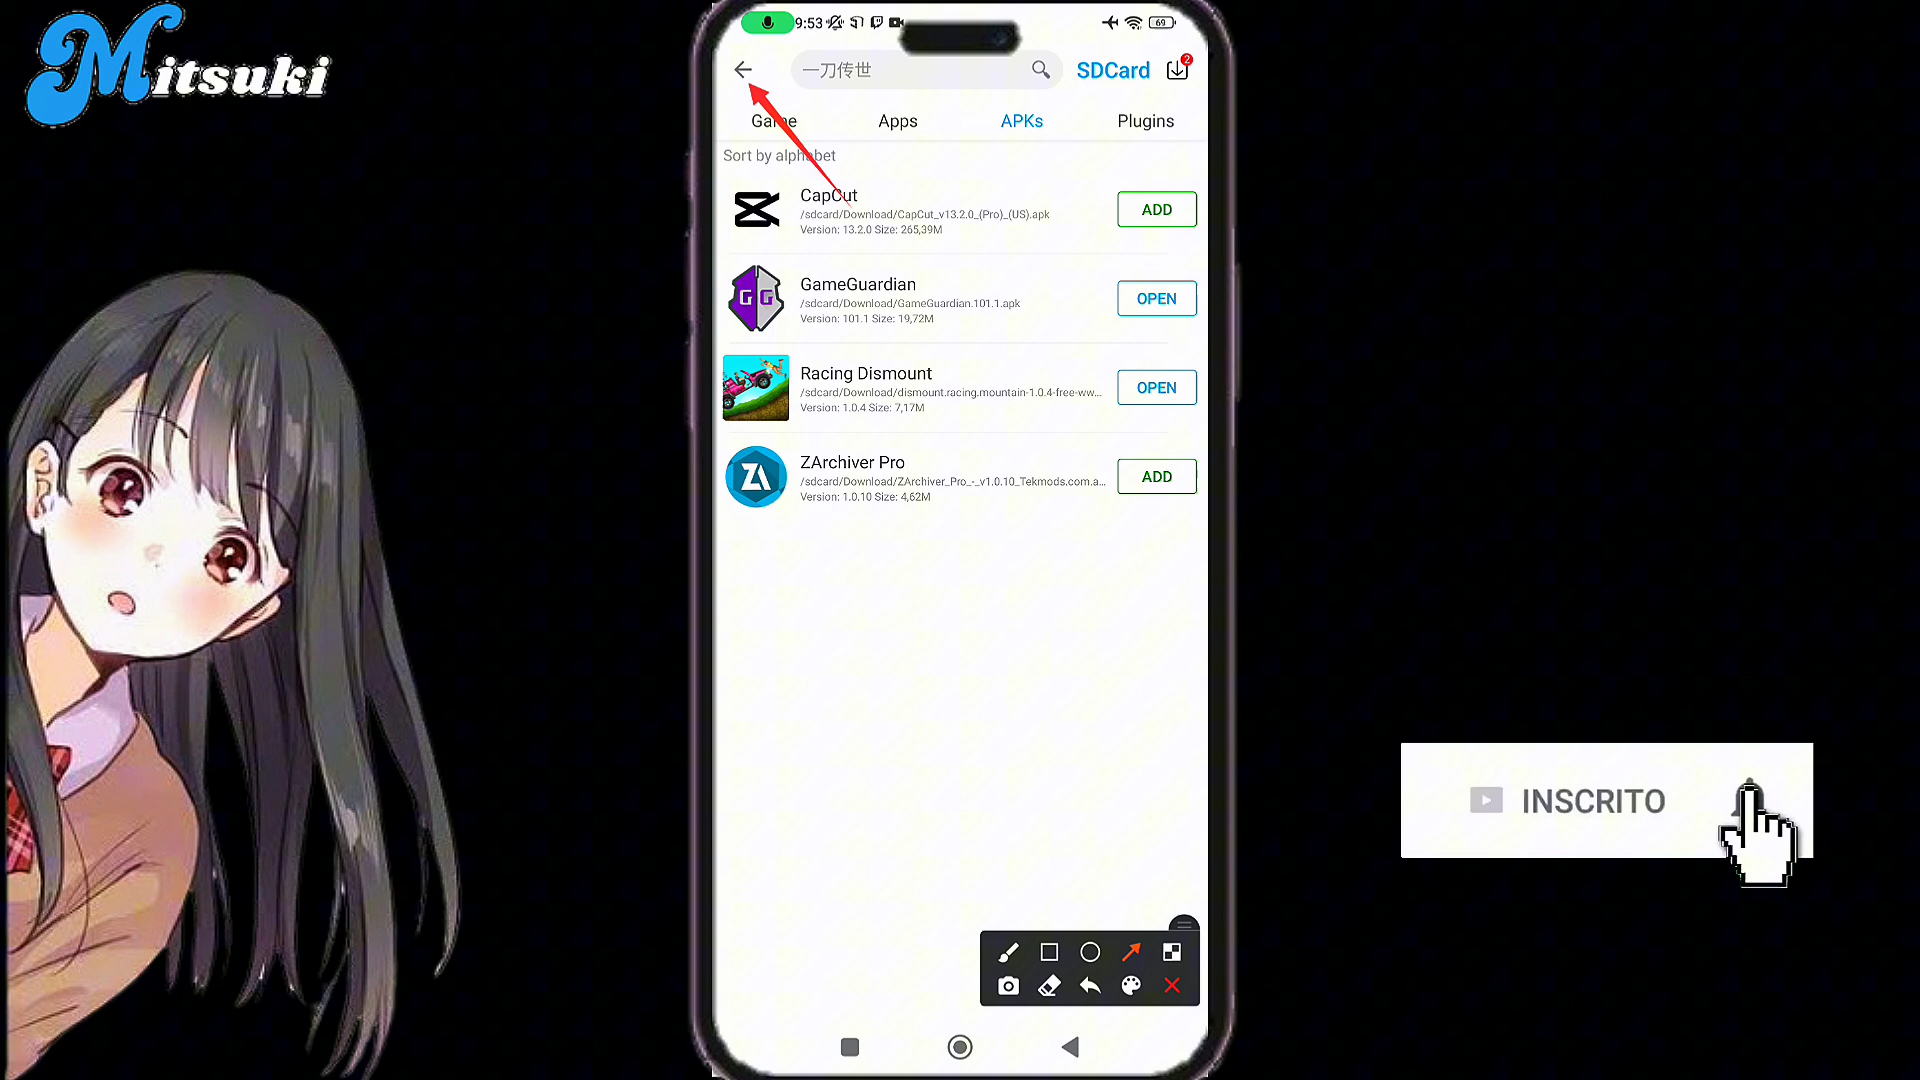 Mitsuki
9:53
69
一刀传世
SDCard
2
Game
Apps
APKs
Plugins
Sort by alphabet
CapCut
/sdcard/Download/CapCut_v13.2.0_(Pro)_(US).apk
Version: 13.2.0 Size: 265,39M
ADD
GG
GameGuardian
/sdcard/Download/GameGuardian.101.1.apk
Version: 101.1 Size: 19,72M
OPEN
Racing Dismount
/sdcard/Download/dismount.racing.mountain-1.0.4-free-ww...
Version: 1.0.4 Size: 7,17M
OPEN
ZA
ZArchiver Pro
/sdcard/Download/ZArchiver_Pro_-_v1.0.10_Tekmods.com.a...
Version: 1.0.10 Size: 4,62M
ADD
INSCRITO